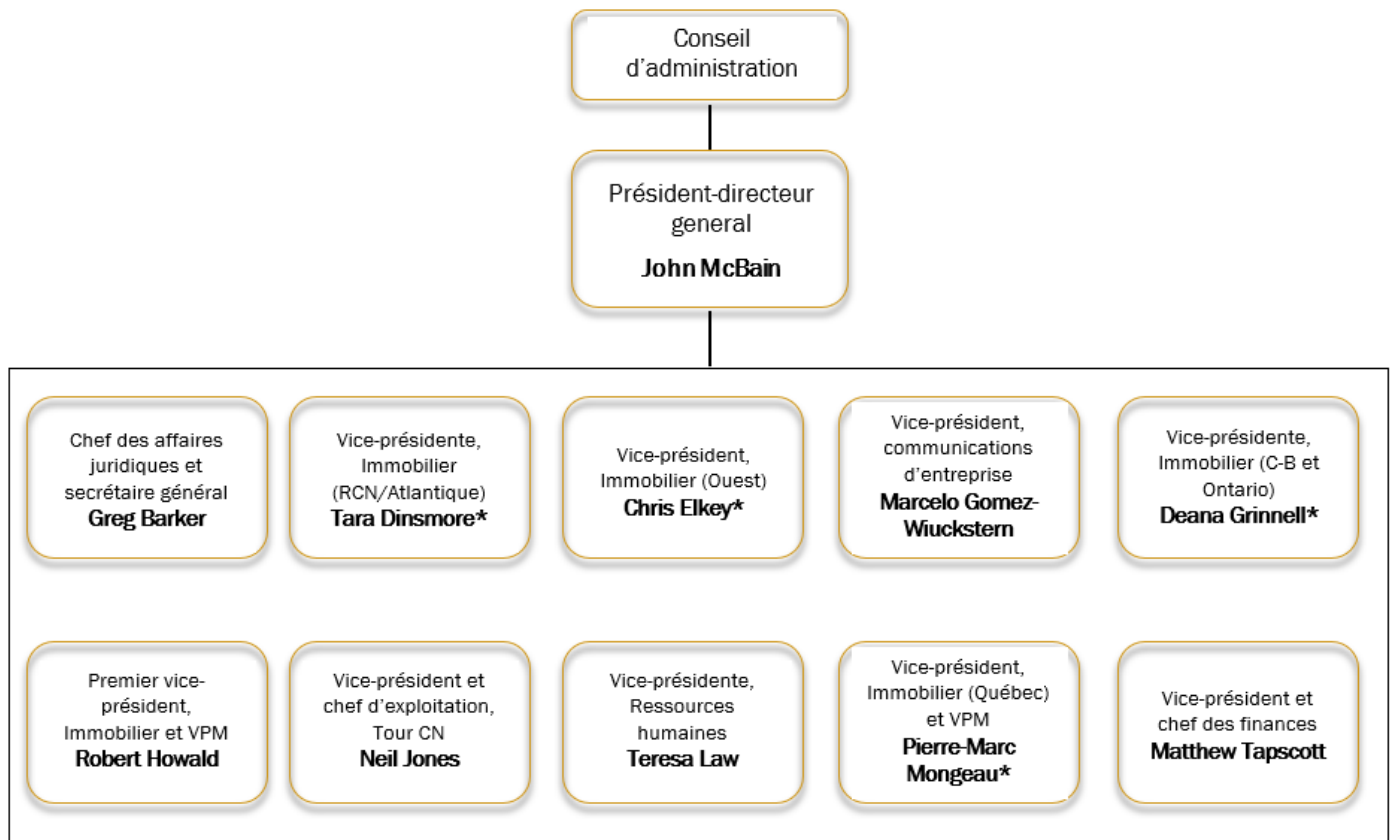 Conseil
d'administration
Président-directeur
general
John McBain
Chef des affaires
juridiques et
secrétaire général
Greg Barker
Vice-présidente,
Immobilier
(RCN/Atlantique)
Tara Dinsmore*
Vice-président,
Immobilier (Ouest)
Chris Elkey*
Vice-président,
communications
d'entreprise
Marcelo Gomez-
Wiuckstern
Vice-présidente,
Immobilier (C-B et
Ontario)
Deana Grinnell*
Premier vice-
président,
Immobilier et VPM
Robert Howald
Vice-président et
chef d'exploitation,
Tour CN
Neil Jones
Vice-présidente,
Ressources
humaines
Teresa Law
Vice-président,
Immobilier (Québec)
et VPM
Pierre-Marc
Mongeau*
Vice-président et
chef des finances
Matthew Tapscott